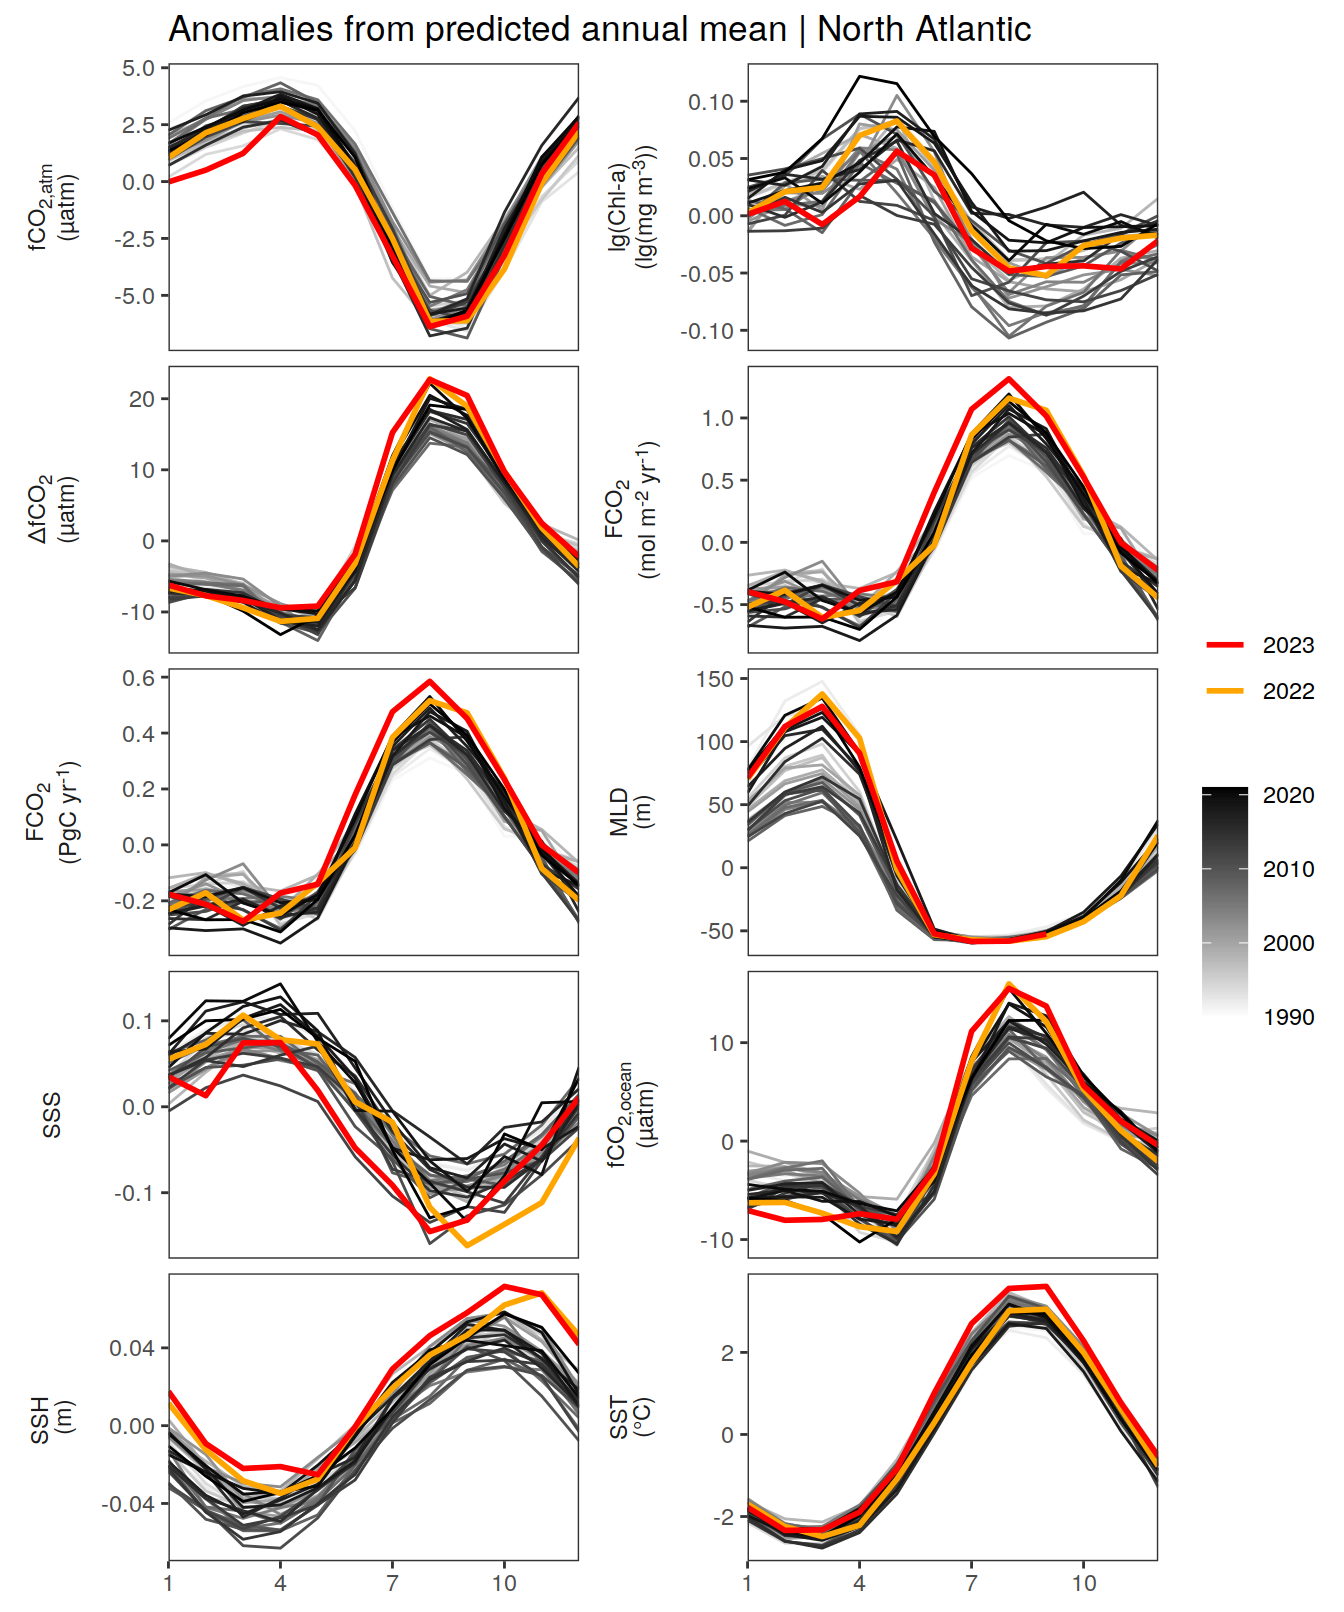 Anomalies from predicted annual mean | North Atlantic
fCO2,atm
(µatm)
5.0
2.5
0.0
-2.5
-5.0
lg(Chl-a)
(lg(mg m-3))
0.10
0.05
0.00
-0.05
-0.10
ΔfCO2
(µatm)
20
10
0
-10
FCO2
(mol m-2 yr-1)
1.0
0.5
0.0
-0.5
FCO2
(PgC yr-1)
0.6
0.4
0.2
0.0
-0.2
MLD
(m)
150
100
50
0
-50
SSS
0.1
0.0
-0.1
fCO2,ocean
(µatm)
10
0
-10
SSH
(m)
0.04
0.00
-0.04
1 4 7 10
SST
(°C)
2
0
-2
1 4 7 10
2023
2022
2020
2010
2000
1990